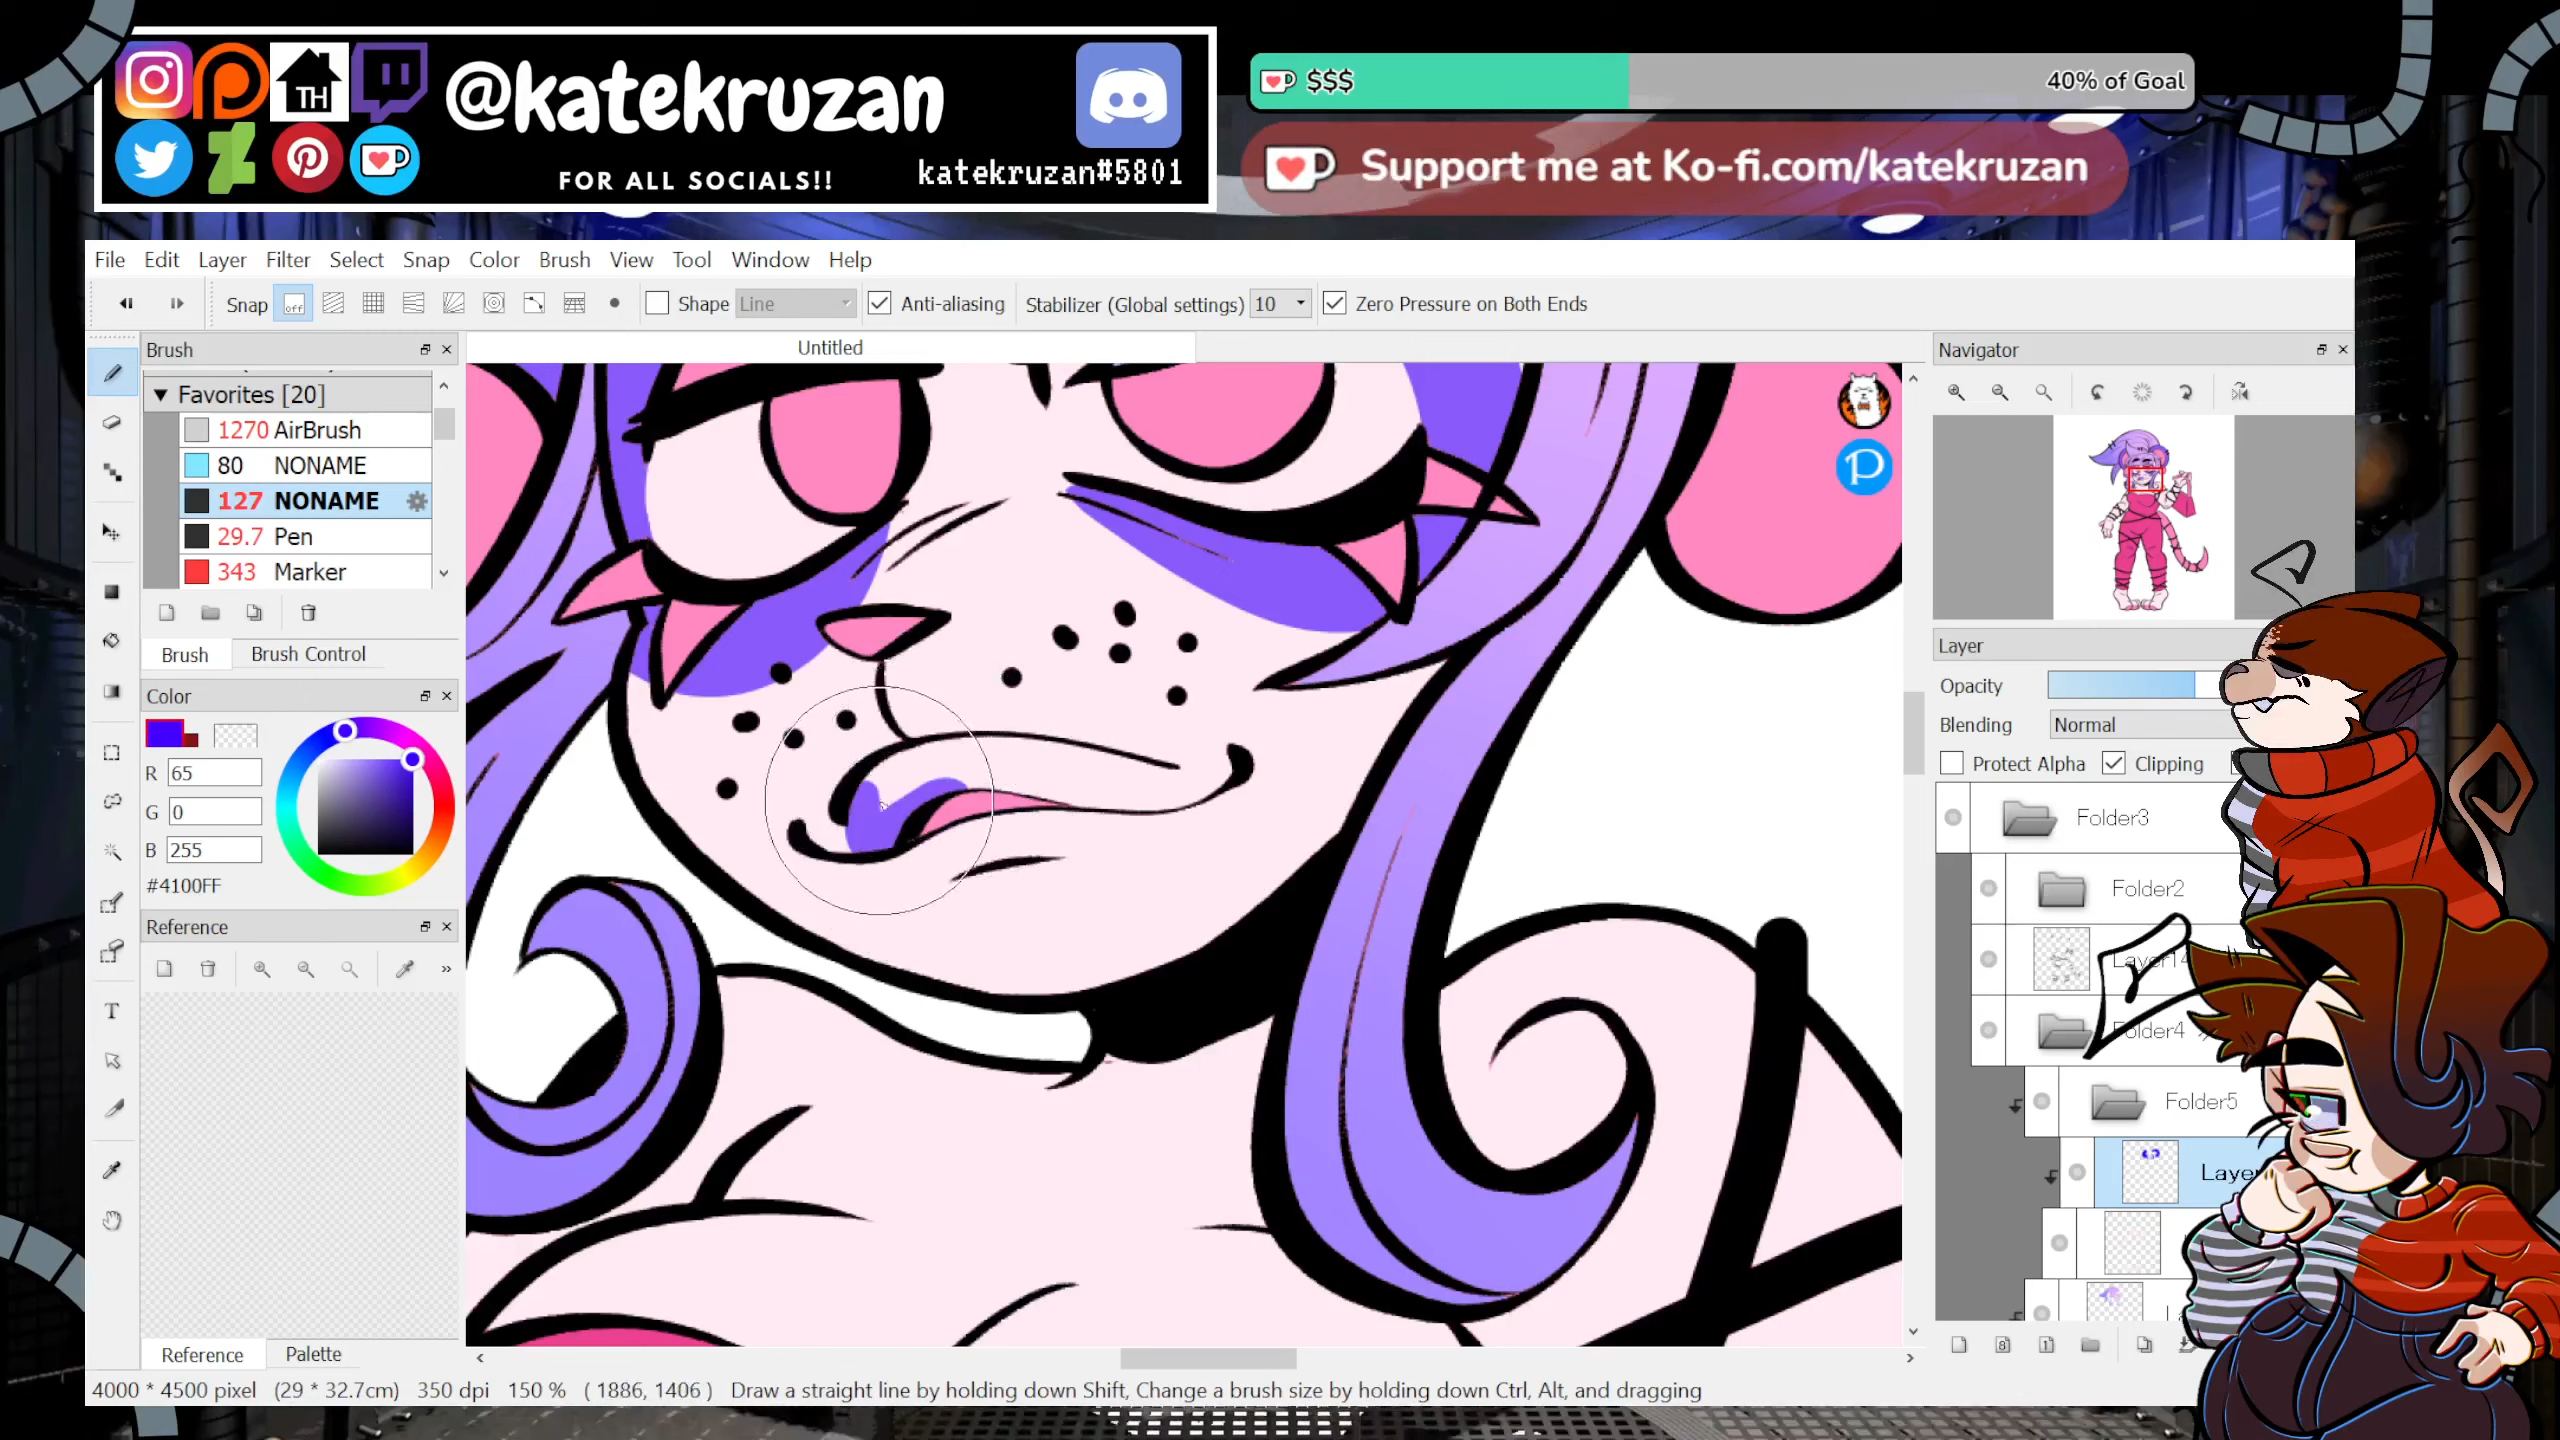 @katekruzan
FOR ALL SOCIALS!!
katekruzan#5801
TH
$$$
40% of Goal
Support me at Ko-fi.com/katekruzan
File Edit Layer Filter Select Snap Color Brush View Tool Window Help
Snap off Shape Line Anti-aliasing Stabilizer (Global settings) 10 Zero Pressure on Both Ends
Brush
Untitled
Navigator
Favorites [20]
1270 AirBrush
80 NONAME
127 NONAME
29.7 Pen
343 Marker
Brush Brush Control
Color
R 65
G 0
B 255
#4100FF
Reference
Reference Palette
Layer
Opacity
Blending Normal
Protect Alpha Clipping
Folder3
Folder2
Layer14
Folder4
Folder5
Laye
4000 * 4500 pixel (29 * 32.7cm) 350 dpi 150 % ( 1886, 1406 ) Draw a straight line by holding down Shift, Change a brush size by holding down Ctrl, Alt, and dragging